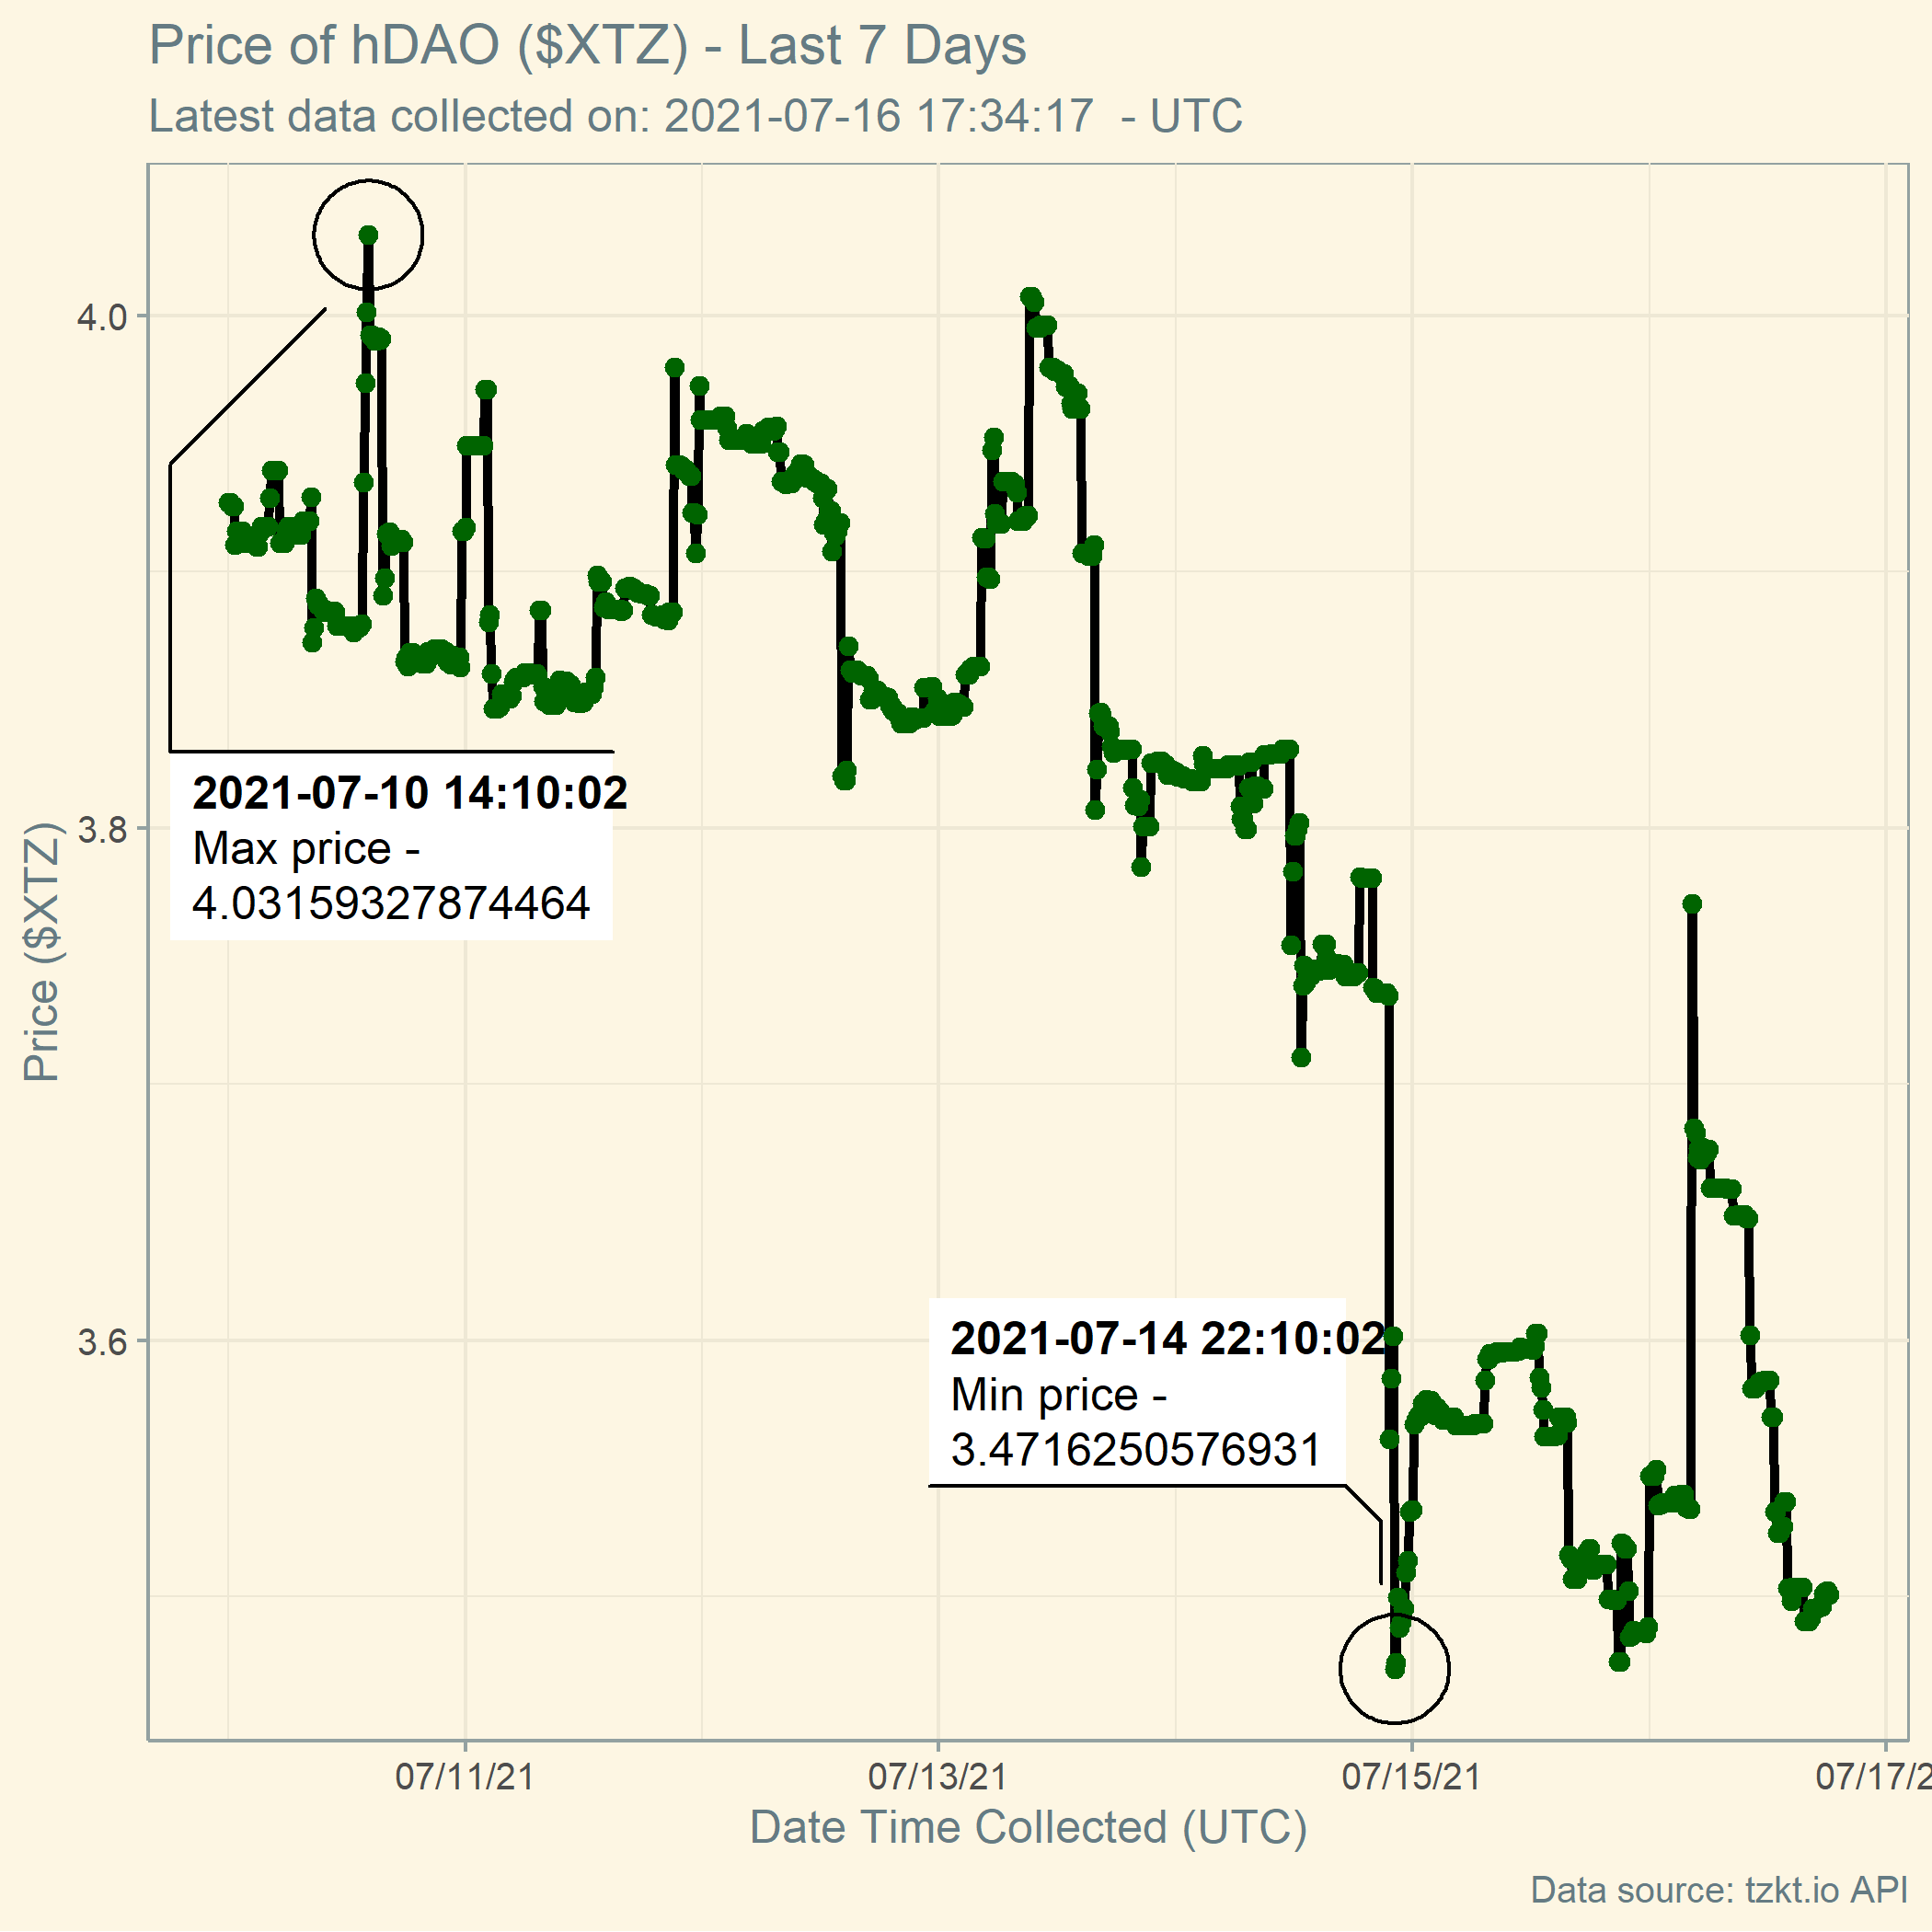 Price of hDAO ($XTZ) - Last 7 Days
Latest data collected on: 2021-07-16 17:34:17  - UTC
4.0
3.8
3.6
Price ($XTZ)
2021-07-10 14:10:02
Max price -
4.03159327874464
2021-07-14 22:10:02
Min price -
3.4716250576931
07/11/21 07/13/21 07/15/21 07/17/2
Date Time Collected (UTC)
Data source: tzkt.io API